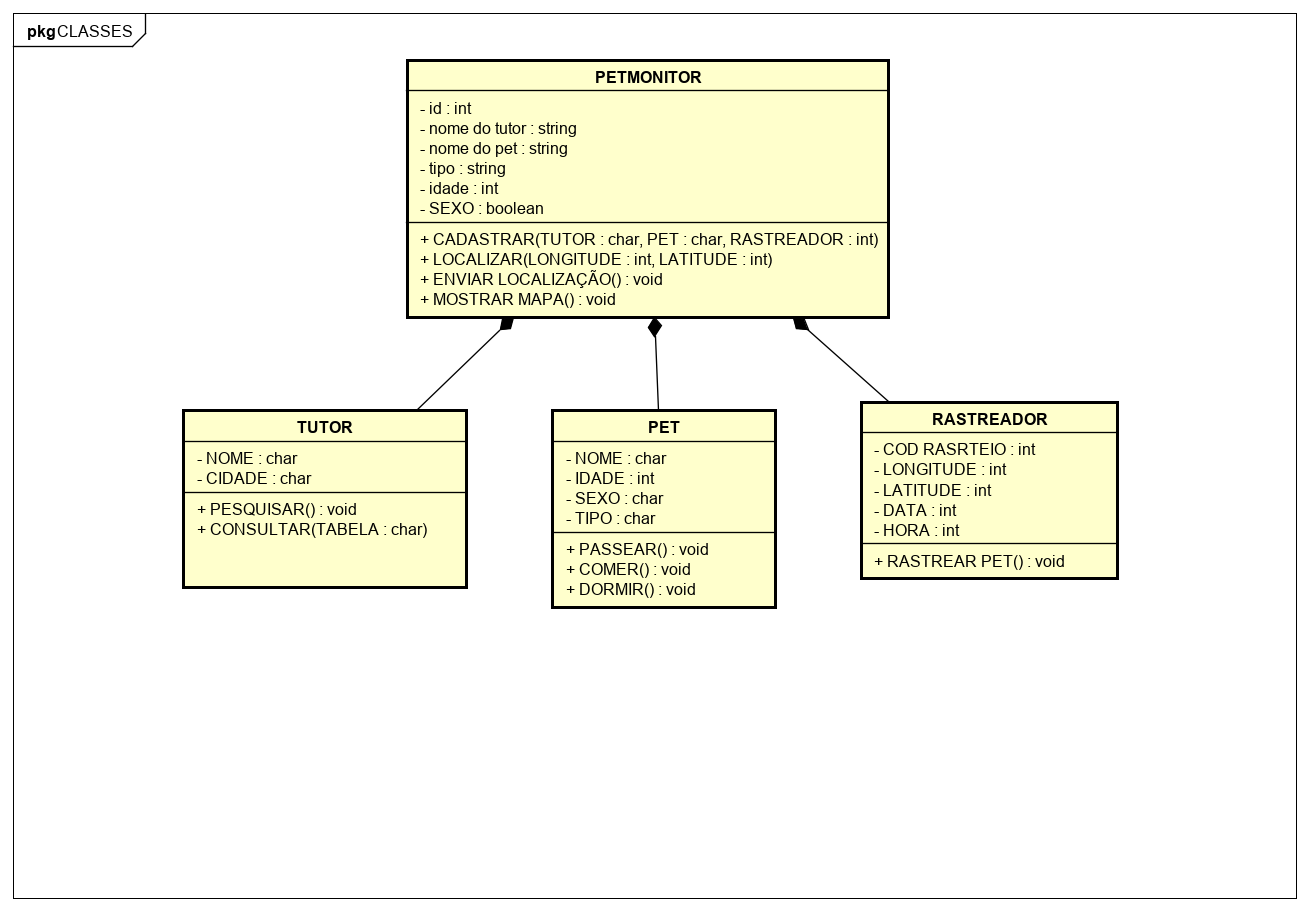 pkg CLASSES
PETMONITOR
- id : int
- nome do tutor : string
- nome do pet : string
- tipo : string
- idade : int
- SEXO : boolean
+ CADASTRAR(TUTOR : char, PET : char, RASTREADOR : int)
+ LOCALIZAR(LONGITUDE : int, LATITUDE : int)
+ ENVIAR LOCALIZAÇÃO() : void
+ MOSTRAR MAPA() : void
TUTOR
- NOME : char
- CIDADE : char
+ PESQUISAR() : void
+ CONSULTAR(TABELA : char)
PET
- NOME : char
- IDADE : int
- SEXO : char
- TIPO : char
+ PASSEAR() : void
+ COMER() : void
+ DORMIR() : void
RASTREADOR
- COD RASRTEIO : int
- LONGITUDE : int
- LATITUDE : int
- DATA : int
- HORA : int
+ RASTREAR PET() : void